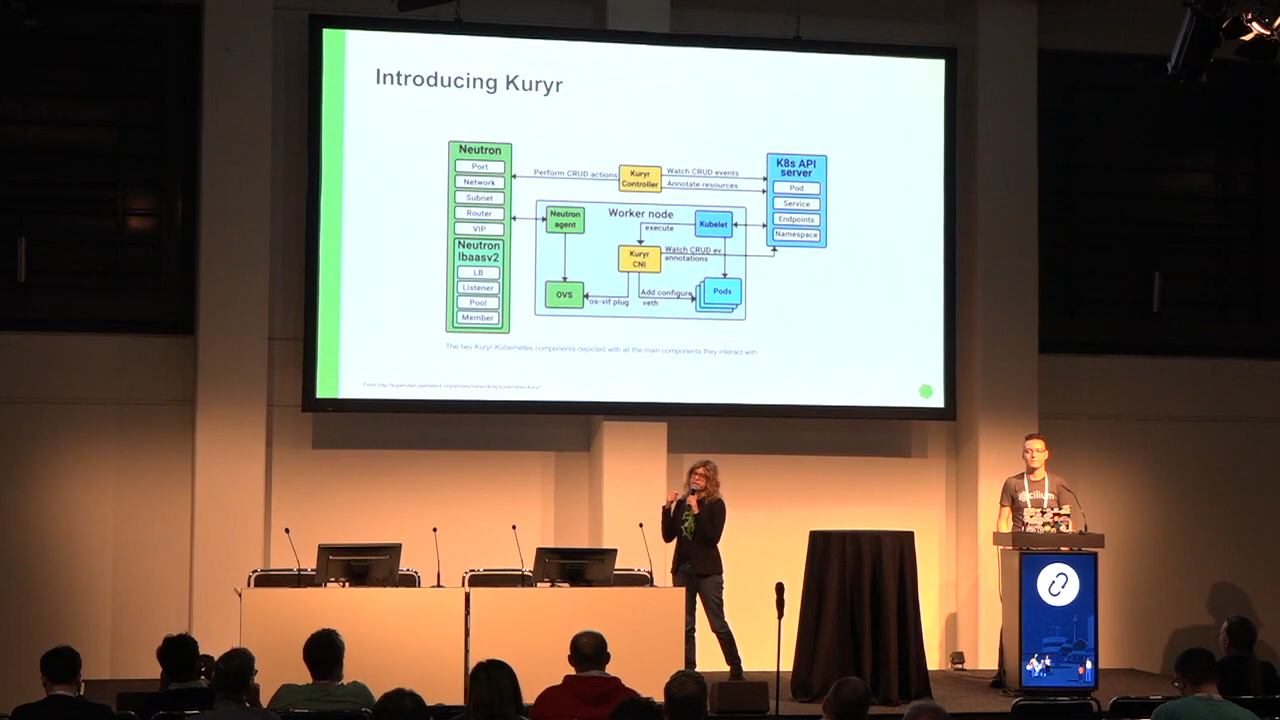 Introducing Kuryr
Neutron
Port
Network
Subnet
Router
VIP
Neutron
lbaasv2
LB
Listener
Pool
Member
Perform CRUD actions
Kuryr
Controller
Watch CRUD events
Annotate resources
K8s API
server
Pod
Service
Endpoints
Namespace
Worker node
Neutron
agent
execute
Kubelet
Kuryr
CNI
Watch CRUD ev
annotations
OVS
os-vif plug
Add configure
veth
Pods
The two Kuryr-Kubernetes components depicted with all the main components they interact with
cilium